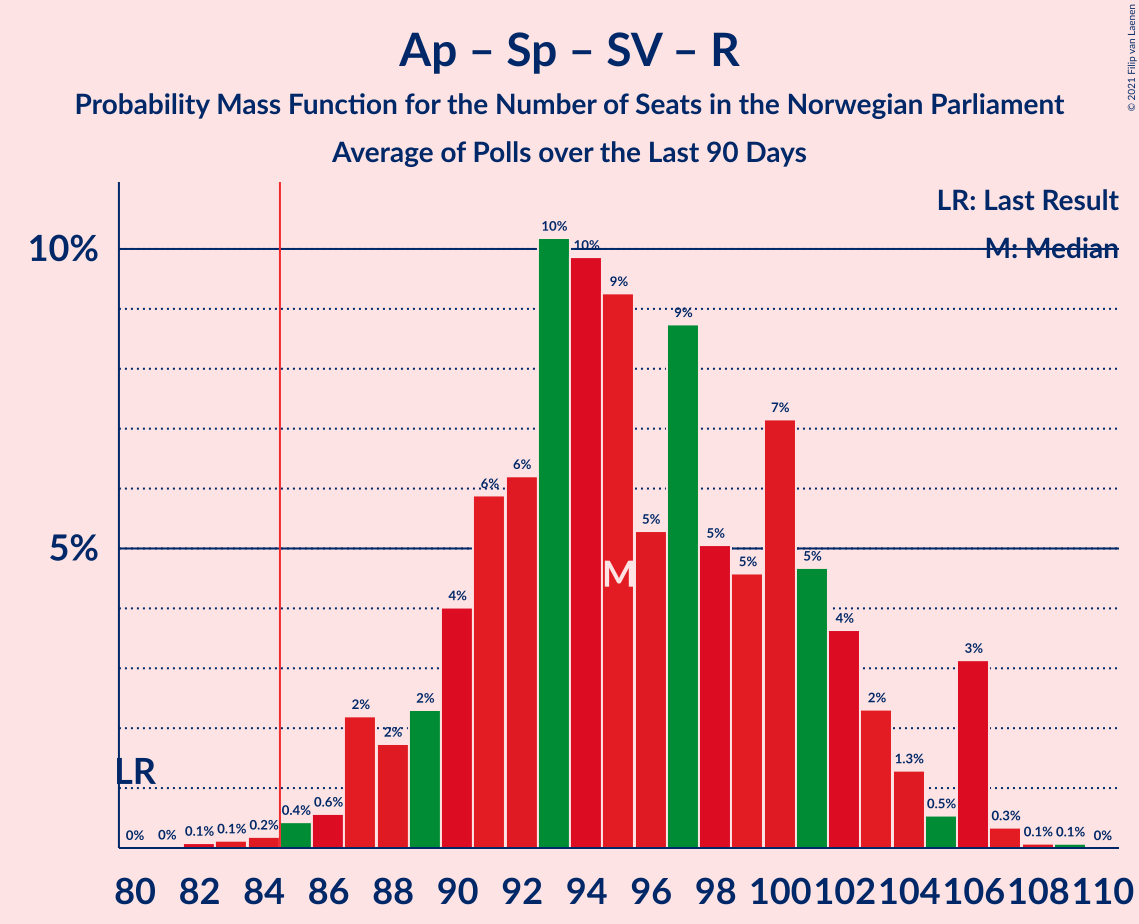 © 2021 Filip van Laenen
Ap – Sp – SV – R
Probability Mass Function for the Number of Seats in the Norwegian Parliament
Average of Polls over the Last 90 Days
LR: Last Result
M: Median
10%
5%
LR
M
0% 0% 0.1% 0.1% 0.2% 0.4% 0.6% 2% 2% 2% 4% 6% 6% 10% 10% 9% 5% 9% 5% 5% 7% 5% 4% 2% 1.3% 0.5% 3% 0.3% 0.1% 0.1% 0%
80 82 84 86 88 90 92 94 96 98 100 102 104 106 108 110